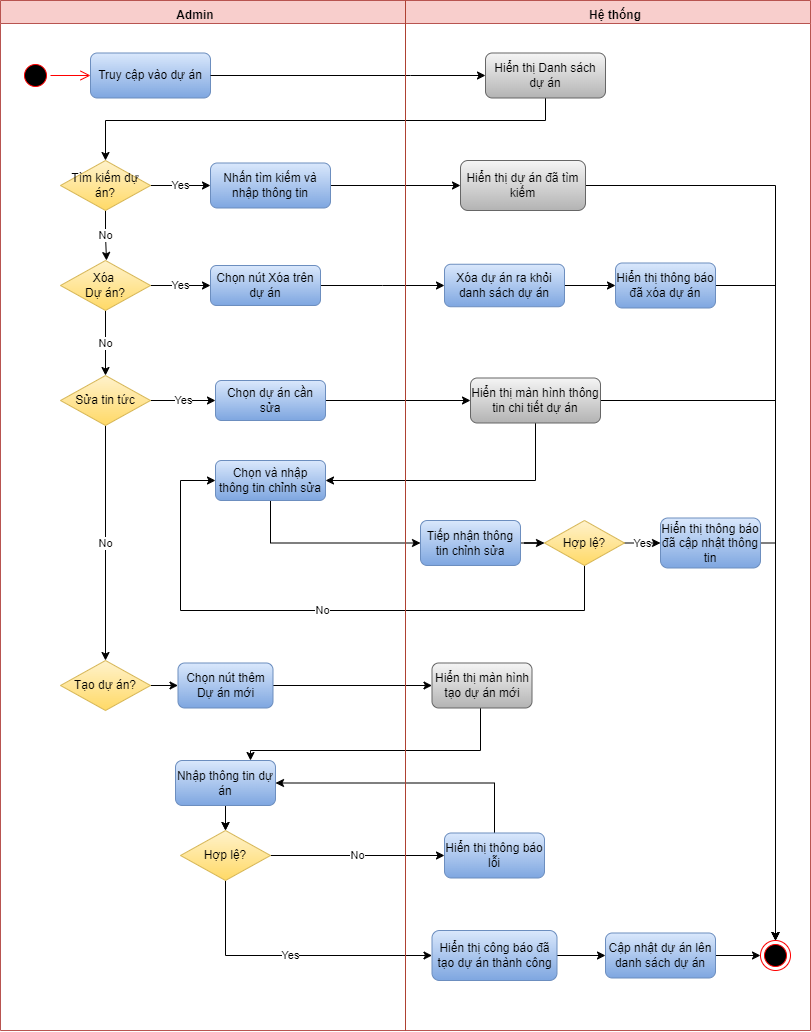 Admin
Hệ thống
Truy cập vào dự án
Hiển thị Danh sách
dự án
Tìm kiếm dự
án?
Yes
Nhấn tìm kiếm và
nhập thông tin
Hiển thị dự án đã tìm
kiếm
No
Xóa
Dự án?
Yes
Chọn nút Xóa trên
dự án
Xóa dự án ra khỏi
danh sách dự án
Hiển thị thông báo
đã xóa dự án
No
Sửa tin tức
Yes
Chọn dự án cần
sửa
Hiển thị màn hình thông
tin chi tiết dự án
Chọn và nhập
thông tin chỉnh sửa
No
Tiếp nhận thông
tin chỉnh sửa
Hợp lệ?
Yes
Hiển thị thông báo
đã cập nhật thông
tin
No
Tạo dự án?
Chọn nút thêm
Dự án mới
Hiển thị màn hình
tạo dự án mới
Nhập thông tin dự
án
Hợp lệ?
No
Hiển thị thông báo
lỗi
Yes
Hiển thị công báo đã
tạo dự án thành công
Cập nhật dự án lên
danh sách dự án